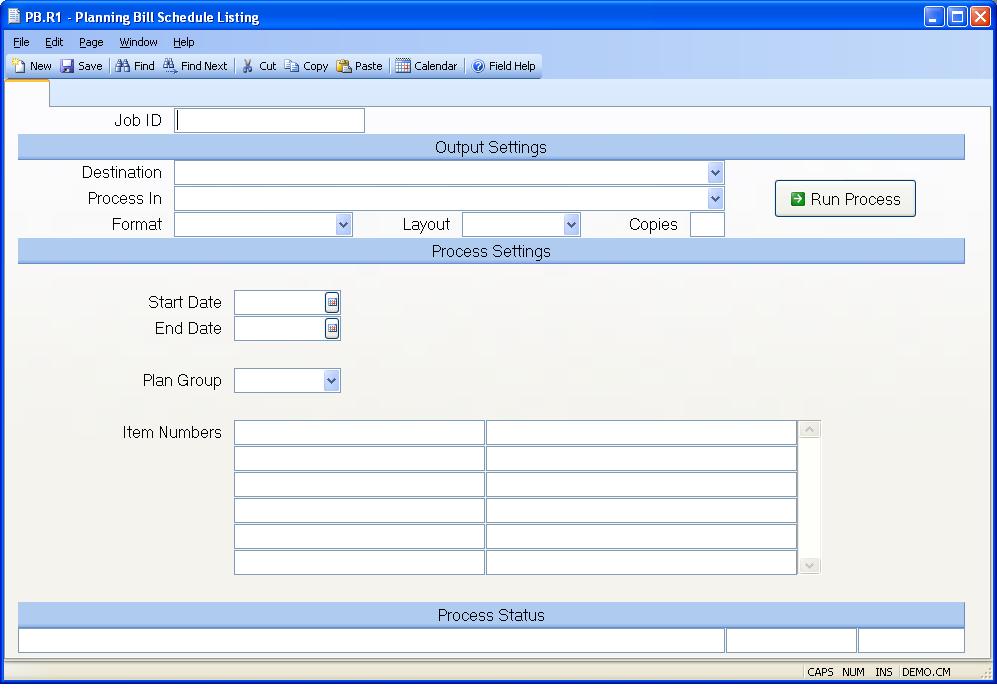 PB.R1 - Planning Bill Schedule Listing
File Edit Page Window Help
New Save Find Find Next Cut Copy Paste Calendar Field Help
Job ID
Output Settings
Destination
Process In
Run Process
Format Layout Copies
Process Settings
Start Date
End Date
Plan Group
Item Numbers
Process Status
CAPS NUM INS DEMO.CM